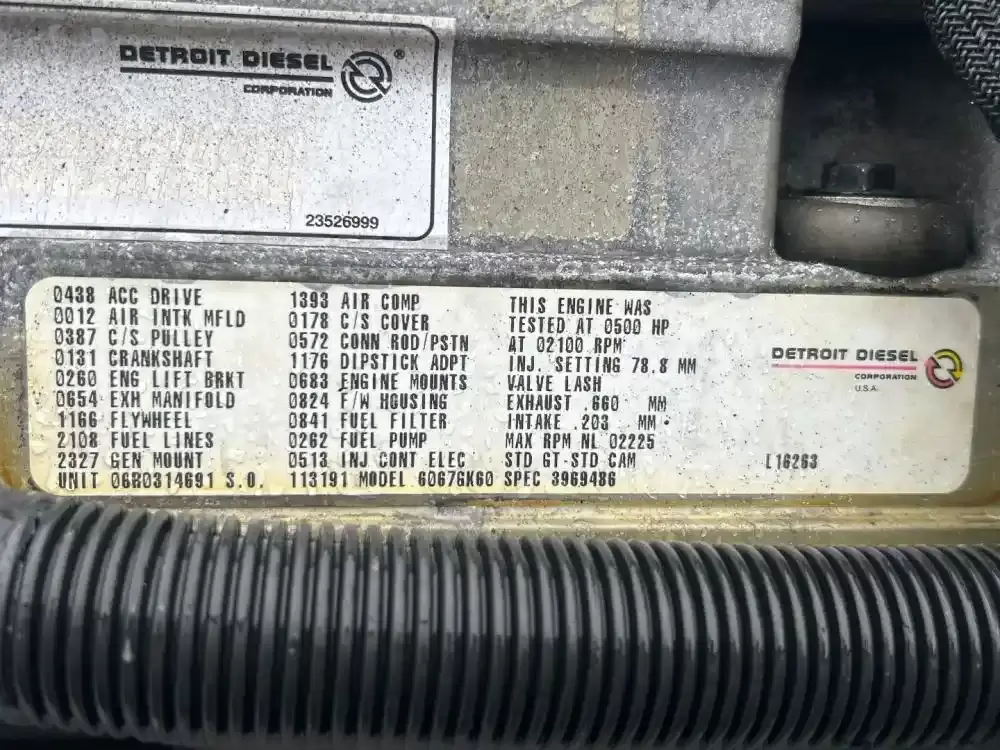 DETROIT DIESEL ®
CORPORATION
23526999
0438 ACC DRIVE 1393 AIR COMP THIS ENGINE WAS
0012 AIR INTK MFLD 0178 C/S COVER TESTED AT 0500 HP
0387 C/S PULLEY 0572 CONN ROD/PSTN AT 02100 RPM
0131 CRANKSHAFT 1176 DIPSTICK ADPT INJ. SETTING 78.8 MM
0260 ENG LIFT BRKT 0683 ENGINE MOUNTS VALVE LASH
0654 EXH MANIFOLD 0824 F/W HOUSING EXHAUST .660 MM
1166 FLYWHEEL 0841 FUEL FILTER INTAKE .203 MM
2108 FUEL LINES 0262 FUEL PUMP MAX RPM NL 02225
2327 GEN MOUNT 0513 INJ CONT ELEC STD GT-STD CAM L16263
UNIT 06R0314691 S.O. 113191 MODEL 6067GK60 SPEC 3969486
DETROIT DIESEL
CORPORATION
U.S.A.